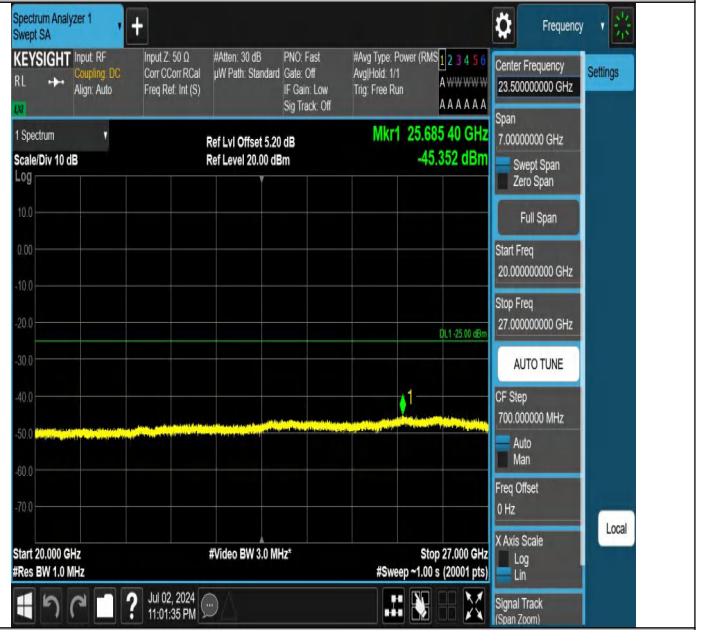 Spectrum Analyzer 1
Swept SA
+
Frequency
KEYSIGHT
RL
LXI
Input: RF
Coupling: DC
Align: Auto
Input Z: 50 Ω
Corr CCorr RCal
Freq Ref: Int (S)
#Atten: 30 dB
µW Path: Standard
PNO: Fast
Gate: Off
IF Gain: Low
Sig Track: Off
#Avg Type: Power (RMS
Avg|Hold: 1/1
Trig: Free Run
1 2 3 4 5 6
A W W W W W
A A A A A A
1 Spectrum
Scale/Div 10 dB
Log
Ref Lvl Offset 5.20 dB
Ref Level 20.00 dBm
Mkr1 25.685 40 GHz
-45.352 dBm
10.0
0.00
-10.0
-20.0
DL1 -25.00 dBm
-30.0
-40.0
1
-50.0
-60.0
-70.0
Start 20.000 GHz
#Video BW 3.0 MHz*
Stop 27.000 GHz
#Res BW 1.0 MHz
#Sweep ~1.00 s (20001 pts)
?
Jul 02, 2024
11:01:35 PM
Center Frequency
23.500000000 GHz
Settings
Span
7.00000000 GHz
Swept Span
Zero Span
Full Span
Start Freq
20.000000000 GHz
Stop Freq
27.000000000 GHz
AUTO TUNE
CF Step
700.000000 MHz
Auto
Man
Freq Offset
0 Hz
X Axis Scale
Log
Lin
Local
Signal Track
(Span Zoom)